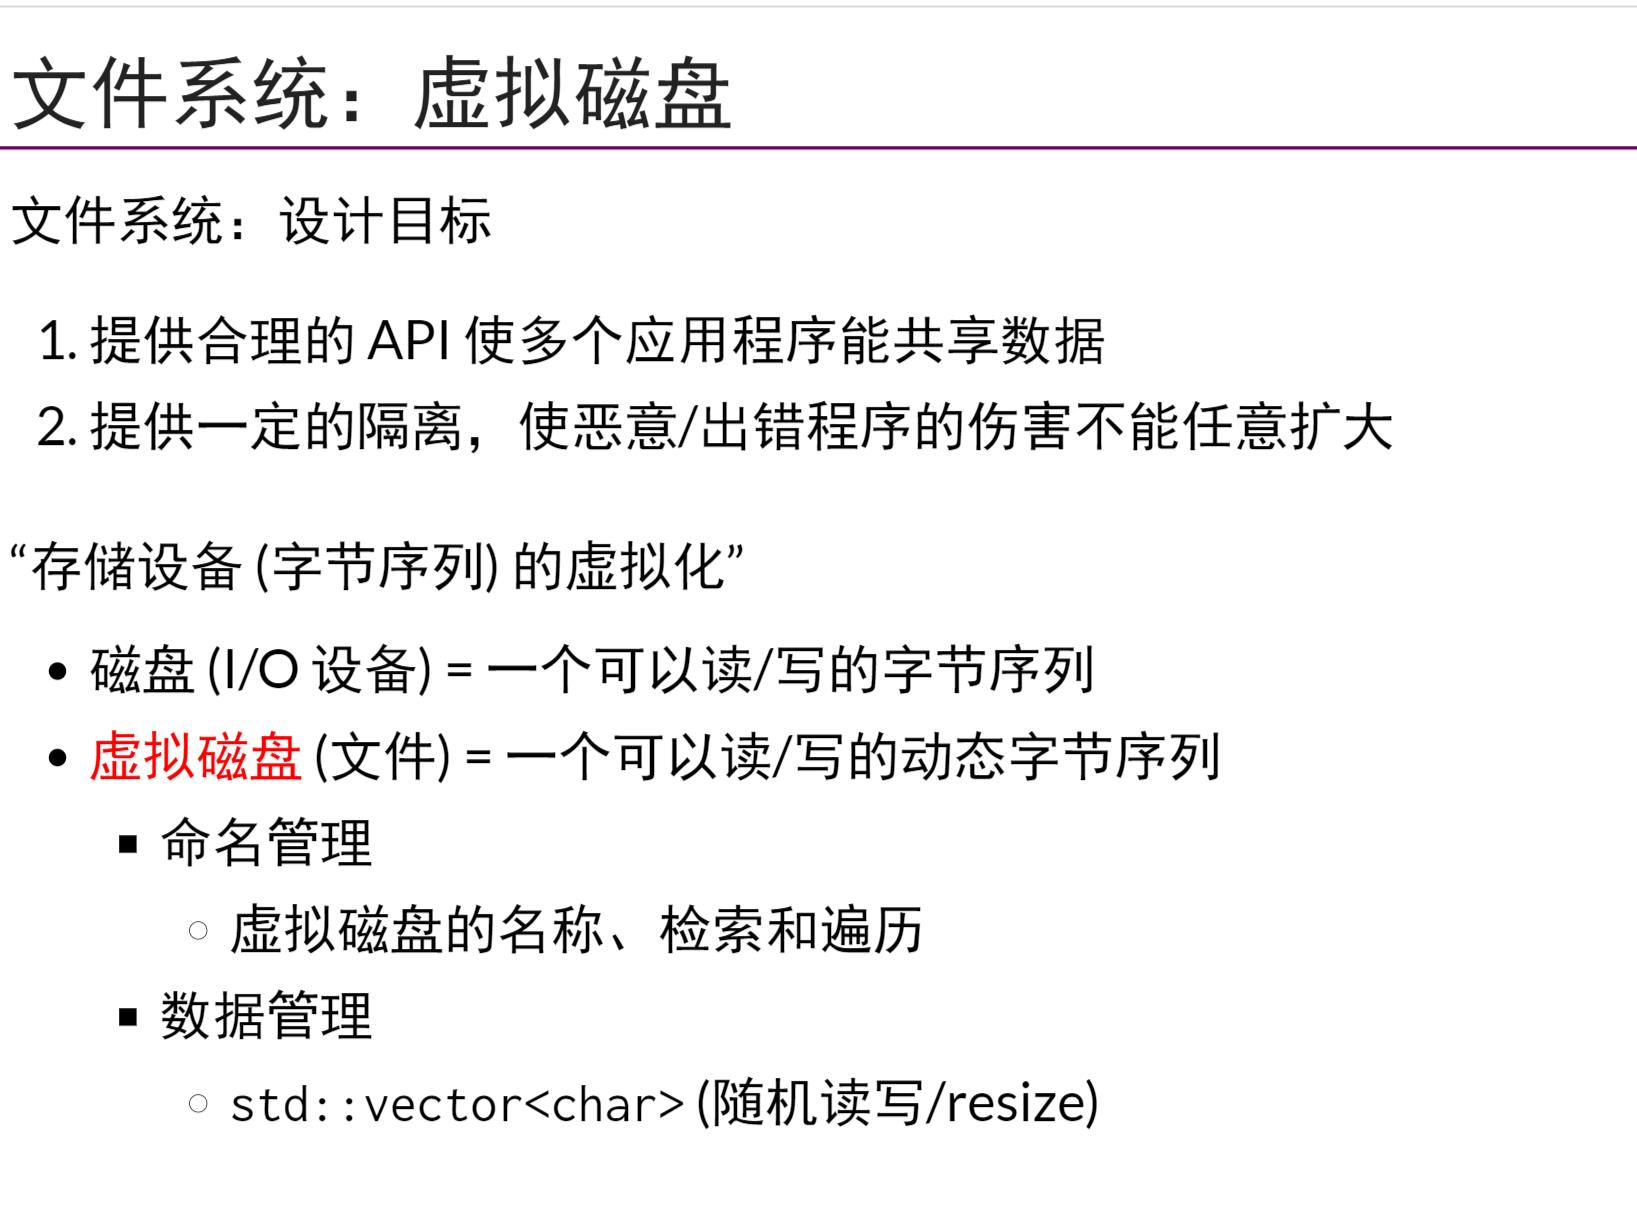 文件系统：虚拟磁盘
文件系统：设计目标
1. 提供合理的 API 使多个应用程序能共享数据
2. 提供一定的隔离，使恶意/出错程序的伤害不能任意扩大
“存储设备 (字节序列) 的虚拟化”
• 磁盘 (I/O 设备) = 一个可以读/写的字节序列
• 虚拟磁盘 (文件) = 一个可以读/写的动态字节序列
▪ 命名管理
◦ 虚拟磁盘的名称、检索和遍历
▪ 数据管理
◦ std::vector<char> (随机读写/resize)